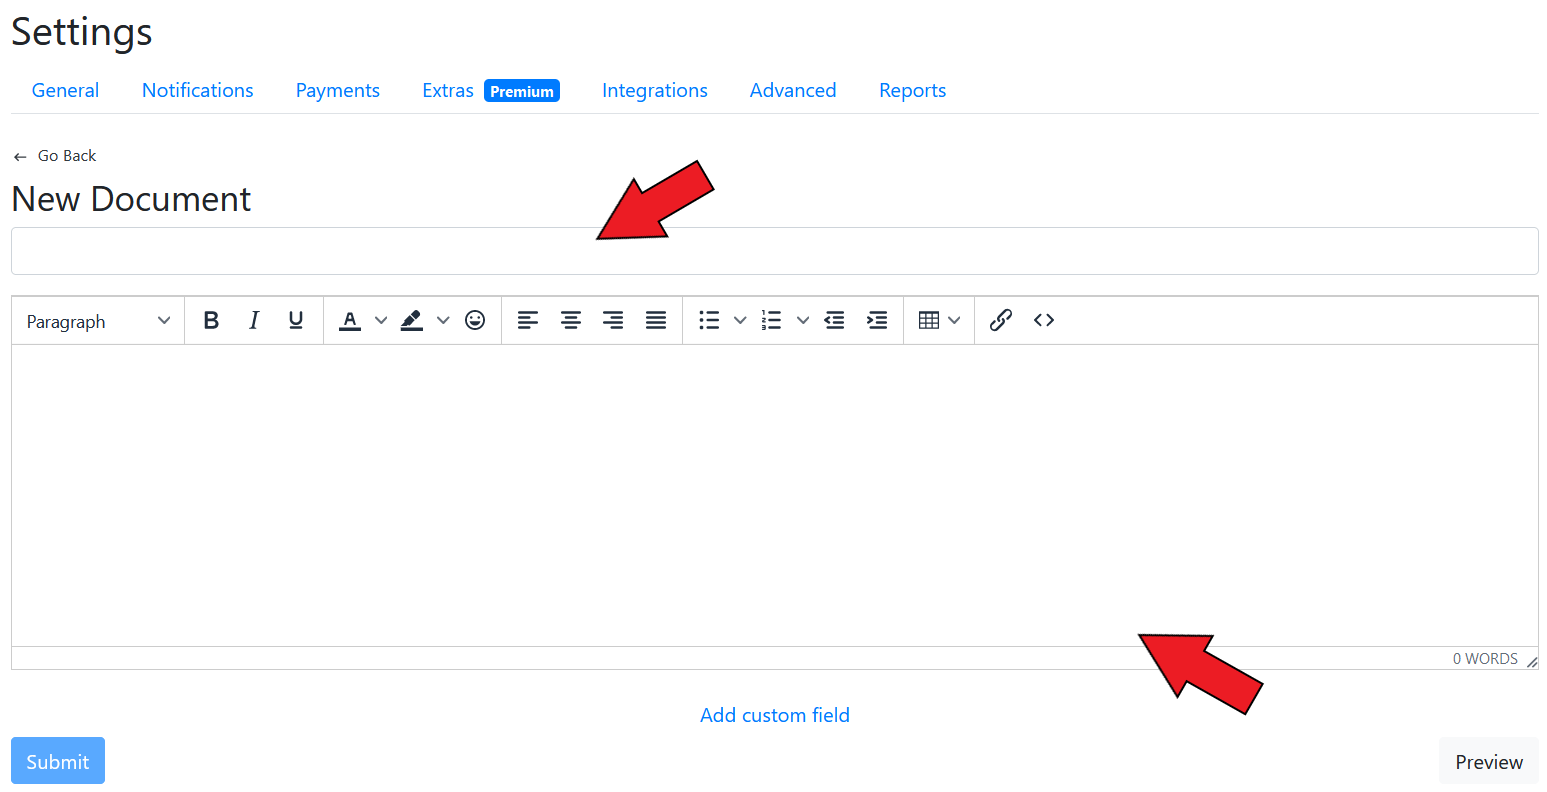 Settings
General Notifications Payments Extras Premium Integrations Advanced Reports
← Go Back
New Document
Paragraph B I U A
0 WORDS
Add custom field
Submit Preview